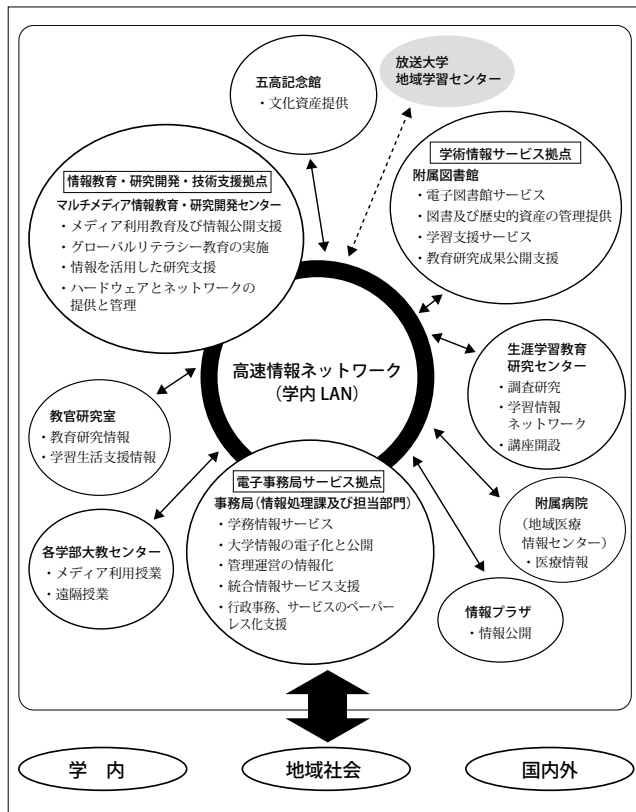 放送大学
地域学習センター
五高記念館
・文化資産提供
情報教育・研究開発・技術支援拠点
マルチメディア情報教育・研究開発センター
・メディア利用教育及び情報公開支援
・グローバルリテラシー教育の実施
・情報を活用した研究支援
・ハードウェアとネットワークの
提供と管理
学術情報サービス拠点
附属図書館
・電子図書館サービス
・図書及び歴史的資産の管理提供
・学習支援サービス
・教育研究成果公開支援
高速情報ネットワーク
（学内 LAN）
生涯学習教育
研究センター
・調査研究
・学習情報
ネットワーク
・講座開設
教官研究室
・教育研究情報
・学習生活支援情報
電子事務局サービス拠点
事務局（情報処理課及び担当部門）
・学務情報サービス
・大学情報の電子化と公開
・管理運営の情報化
・統合情報サービス支援
・行政事務、サービスのペーパー
レス化支援
附属病院
（地域医療
情報センター）
・医療情報
各学部大教センター
・メディア利用授業
・遠隔授業
情報プラザ
・情報公開
学　内
地域社会
国内外